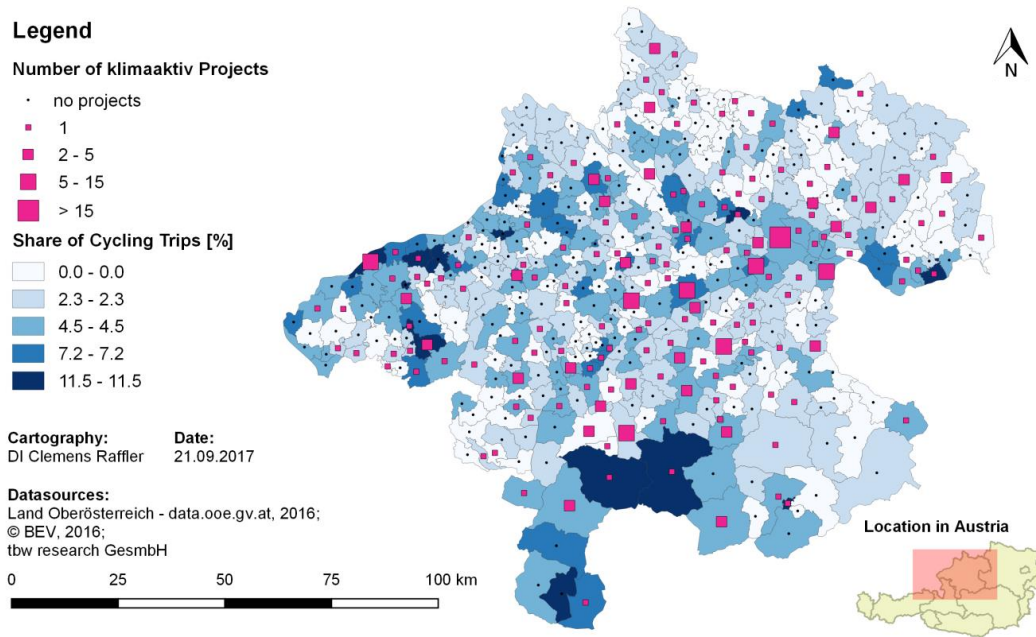 Legend
Number of klimaaktiv Projects
no projects
1
2 - 5
5 - 15
> 15
Share of Cycling Trips [%]
0.0 - 0.0
2.3 - 2.3
4.5 - 4.5
7.2 - 7.2
11.5 - 11.5
Cartography: Date:
DI Clemens Raffler 21.09.2017
Datasources:
Land Oberösterreich - data.ooe.gv.at, 2016;
© BEV, 2016;
tbw research GesmbH
0 25 50 75 100 km
N
Location in Austria